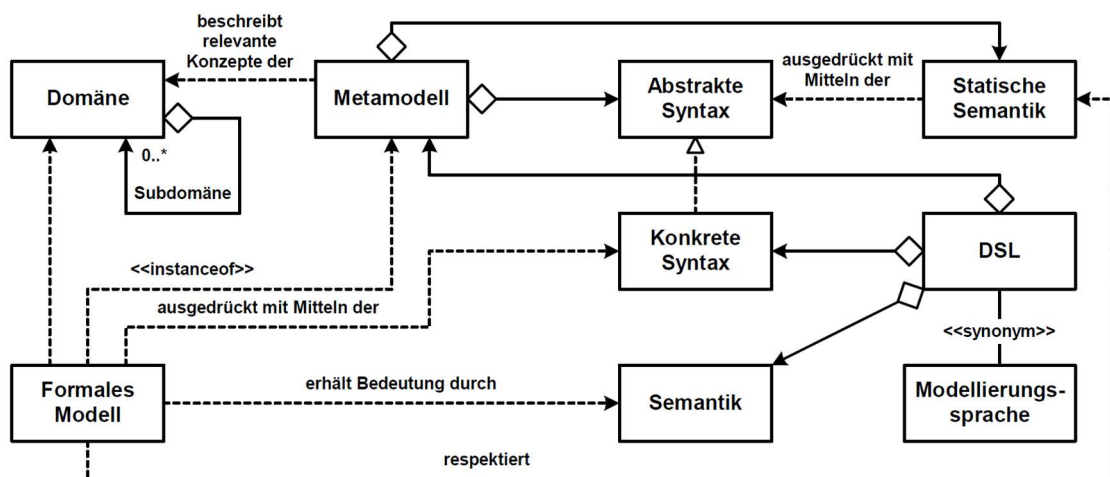 beschreibt
relevante
Konzepte der
Domäne
Metamodell
Abstrakte
Syntax
ausgedrückt mit
Mitteln der
Statische
Semantik
0..*
Subdomäne
<<instanceof>>
ausgedrückt mit Mitteln der
Konkrete
Syntax
DSL
<<synonym>>
Formales
Modell
erhält Bedeutung durch
Semantik
Modellierungs-
sprache
respektiert